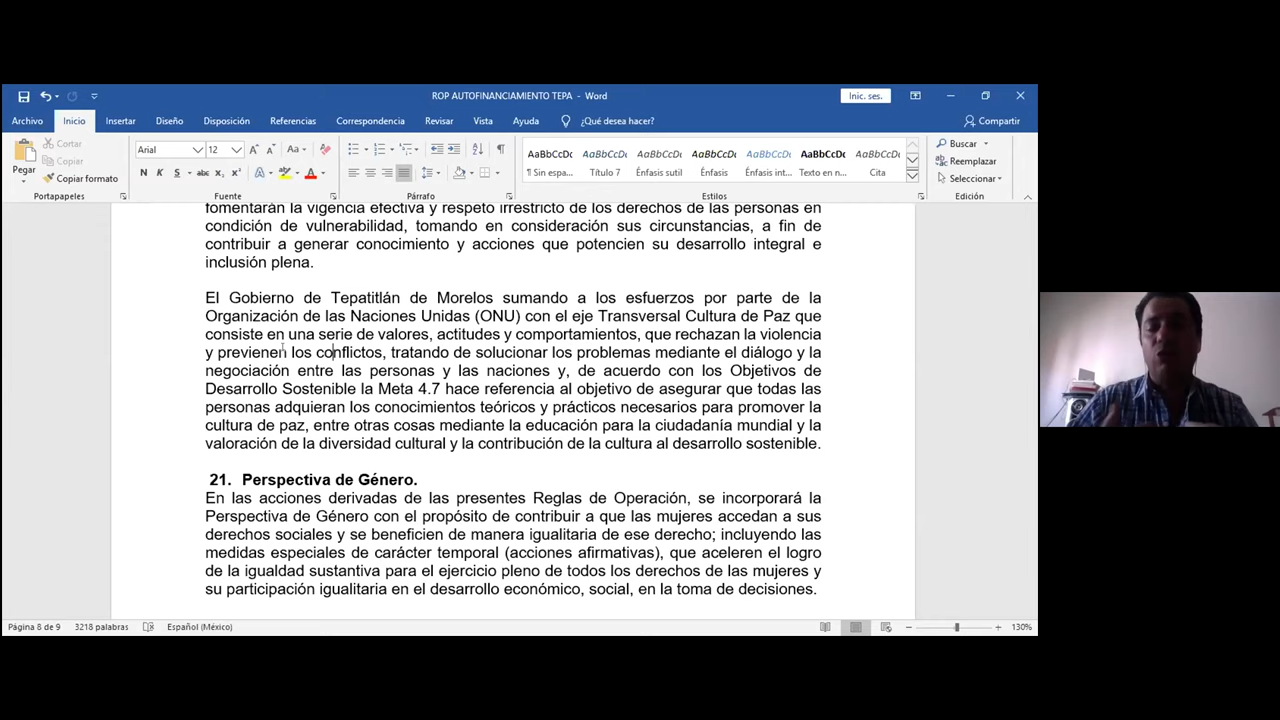 ROP AUTOFINANCIAMIENTO TEPA - Word
Inic. ses.
Archivo Inicio Insertar Diseño Disposición Referencias Correspondencia Revisar Vista Ayuda ¿Qué desea hacer? Compartir
Pegar
Cortar
Copiar
Copiar formato
Portapapeles
Arial 12
N K S abc x₂ x²
Fuente
Párrafo
AaBbCcDc AaBbCcDc AaBbCcDc AaBbCcDc AaBbCcDc AaBbCcDc AaBbCcDc
¶ Sin espa... Título 7 Énfasis sutil Énfasis Énfasis int... Texto en n... Cita
Estilos
Buscar
Reemplazar
Seleccionar
Edición
fomentarán la vigencia efectiva y respeto irrestricto de los derechos de las personas en
condición de vulnerabilidad, tomando en consideración sus circunstancias, a fin de
contribuir a generar conocimiento y acciones que potencien su desarrollo integral e
inclusión plena.
El Gobierno de Tepatitlán de Morelos sumando a los esfuerzos por parte de la
Organización de las Naciones Unidas (ONU) con el eje Transversal Cultura de Paz que
consiste en una serie de valores, actitudes y comportamientos, que rechazan la violencia
y previenen los conflictos, tratando de solucionar los problemas mediante el diálogo y la
negociación entre las personas y las naciones y, de acuerdo con los Objetivos de
Desarrollo Sostenible la Meta 4.7 hace referencia al objetivo de asegurar que todas las
personas adquieran los conocimientos teóricos y prácticos necesarios para promover la
cultura de paz, entre otras cosas mediante la educación para la ciudadanía mundial y la
valoración de la diversidad cultural y la contribución de la cultura al desarrollo sostenible.
21. Perspectiva de Género.
En las acciones derivadas de las presentes Reglas de Operación, se incorporará la
Perspectiva de Género con el propósito de contribuir a que las mujeres accedan a sus
derechos sociales y se beneficien de manera igualitaria de ese derecho; incluyendo las
medidas especiales de carácter temporal (acciones afirmativas), que aceleren el logro
de la igualdad sustantiva para el ejercicio pleno de todos los derechos de las mujeres y
su participación igualitaria en el desarrollo económico, social, en la toma de decisiones.
Página 8 de 9 3218 palabras Español (México) 130%